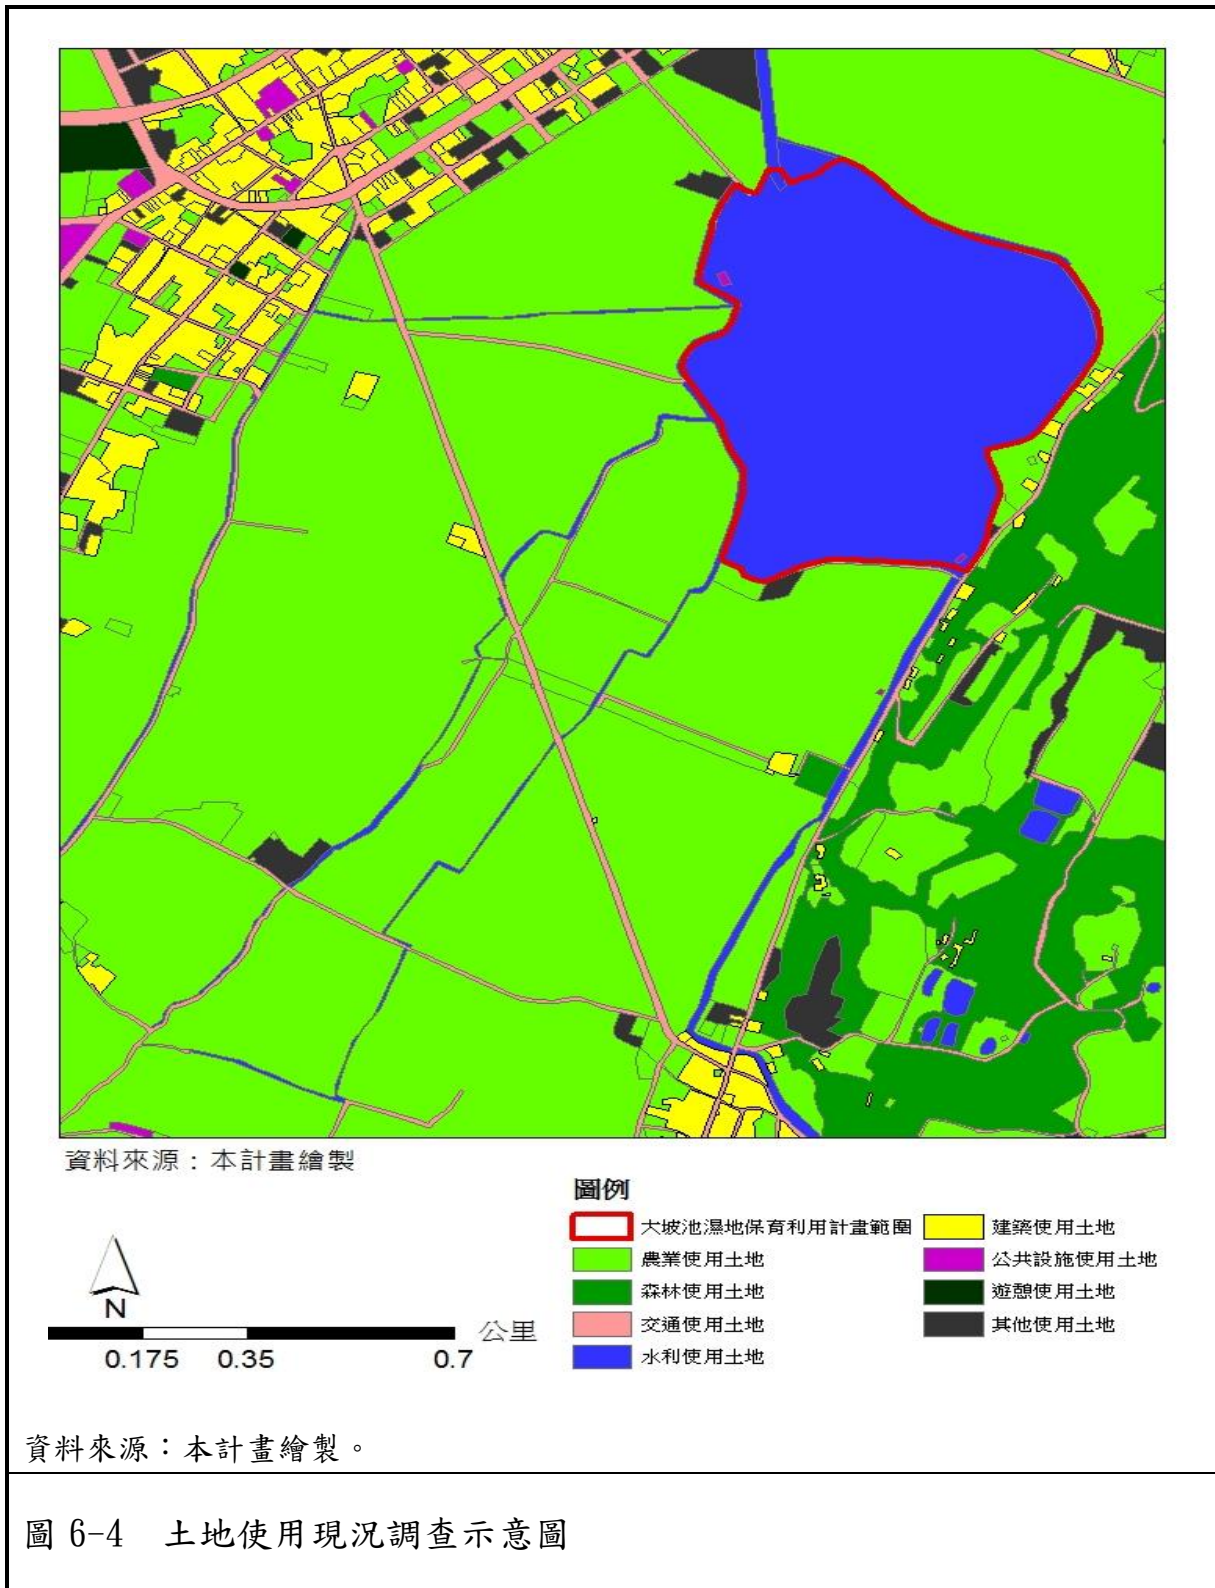 資料來源：本計畫繪製
圖例
大坡池濕地保育利用計畫範圍
建築使用土地
農業使用土地
公共設施使用土地
森林使用土地
遊憩使用土地
交通使用土地
其他使用土地
水利使用土地
N
公里
0.175 0.35 0.7
資料來源：本計畫繪製。
圖 6-4 土地使用現況調查示意圖